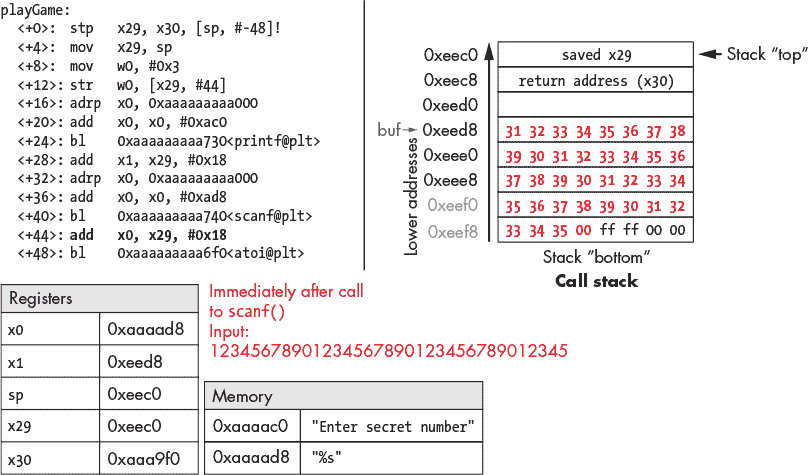 playGame:
<+0>: stp x29, x30, [sp, #-48]!
<+4>: mov x29, sp
<+8>: mov w0, #0x3
<+12>: str w0, [x29, #44]
<+16>: adrp x0, 0xaaaaaaaaa000
<+20>: add x0, x0, #0xac0
<+24>: bl 0xaaaaaaaaa730<printf@plt>
<+28>: add x1, x29, #0x18
<+32>: adrp x0, 0xaaaaaaaaa000
<+36>: add x0, x0, #0xad8
<+40>: bl 0xaaaaaaaaa740<scanf@plt>
<+44>: add x0, x29, #0x18
<+48>: bl 0xaaaaaaaaa6f0<atoi@plt>
Lower addresses
0xeec0 saved x29 Stack “top”
0xeec8 return address (x30)
0xeed0
buf 0xeed8 31 32 33 34 35 36 37 38
0xeee0 39 30 31 32 33 34 35 36
0xeee8 37 38 39 30 31 32 33 34
0xeef0 35 36 37 38 39 30 31 32
0xeef8 33 34 35 00 ff ff 00 00
Stack “bottom”
Call stack
Registers
x0 0xaaaad8
x1 0xeed8
sp 0xeec0
x29 0xeec0
x30 0xaaa9f0
Immediately after call
to scanf()
Input:
12345678901234567890123456789012345
Memory
0xaaaac0 "Enter secret number"
0xaaaad8 "%s"